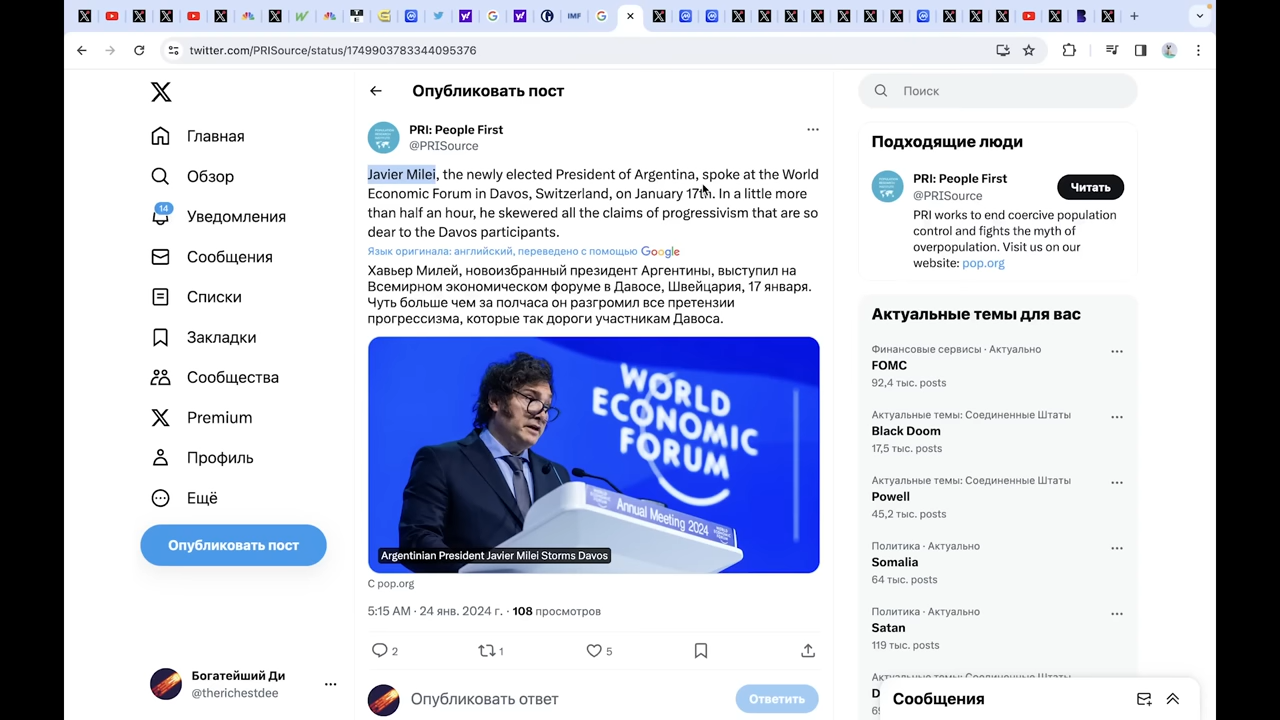 IMF
twitter.com/PRISource/status/1749903783344095376
Главная
Обзор
14
Уведомления
Сообщения
Списки
Закладки
Сообщества
Premium
Профиль
Ещё
Опубликовать пост
Богатейший Ди
@therichestdee
Опубликовать пост
PRI: People First
@PRISource
Javier Milei, the newly elected President of Argentina, spoke at the World
Economic Forum in Davos, Switzerland, on January 17th. In a little more
than half an hour, he skewered all the claims of progressivism that are so
dear to the Davos participants.
Язык оригинала: английский, переведено с помощью Google
Хавьер Милей, новоизбранный президент Аргентины, выступил на
Всемирном экономическом форуме в Давосе, Швейцария, 17 января.
Чуть больше чем за полчаса он разгромил все претензии
прогрессизма, которые так дороги участникам Давоса.
WORLD
ECONOMIC
FORUM
Annual Meeting 2024
Argentinian President Javier Milei Storms Davos
С pop.org
5:15 AM · 24 янв. 2024 г. · 108 просмотров
2 1 5
Опубликовать ответ
Ответить
Поиск
Подходящие люди
PRI: People First
@PRISource
Читать
PRI works to end coercive population
control and fights the myth of
overpopulation. Visit us on our
website: pop.org
Актуальные темы для вас
Финансовые сервисы · Актуально
FOMC
92,4 тыс. posts
Актуальные темы: Соединенные Штаты
Black Doom
17,5 тыс. posts
Актуальные темы: Соединенные Штаты
Powell
45,2 тыс. posts
Политика · Актуально
Somalia
64 тыс. posts
Политика · Актуально
Satan
119 тыс. posts
Сообщения